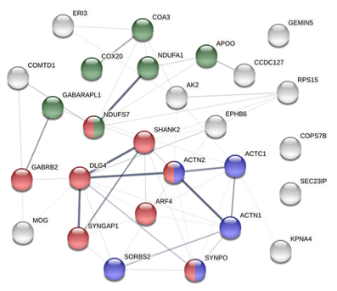 ERI3
COA3
GEMIN5
COX20
NDUFA1
APOO
COMTD1
CCDC127
AK2
RPS15
GABARAPL1
NDUFS7
EPHB6
SHANK2
COPS7B
GABRB2
DLG4
ACTN2
ACTC1
SEC23IP
ARF4
MOG
SYNGAP1
ACTN1
KPNA4
SORBS2
SYNPO